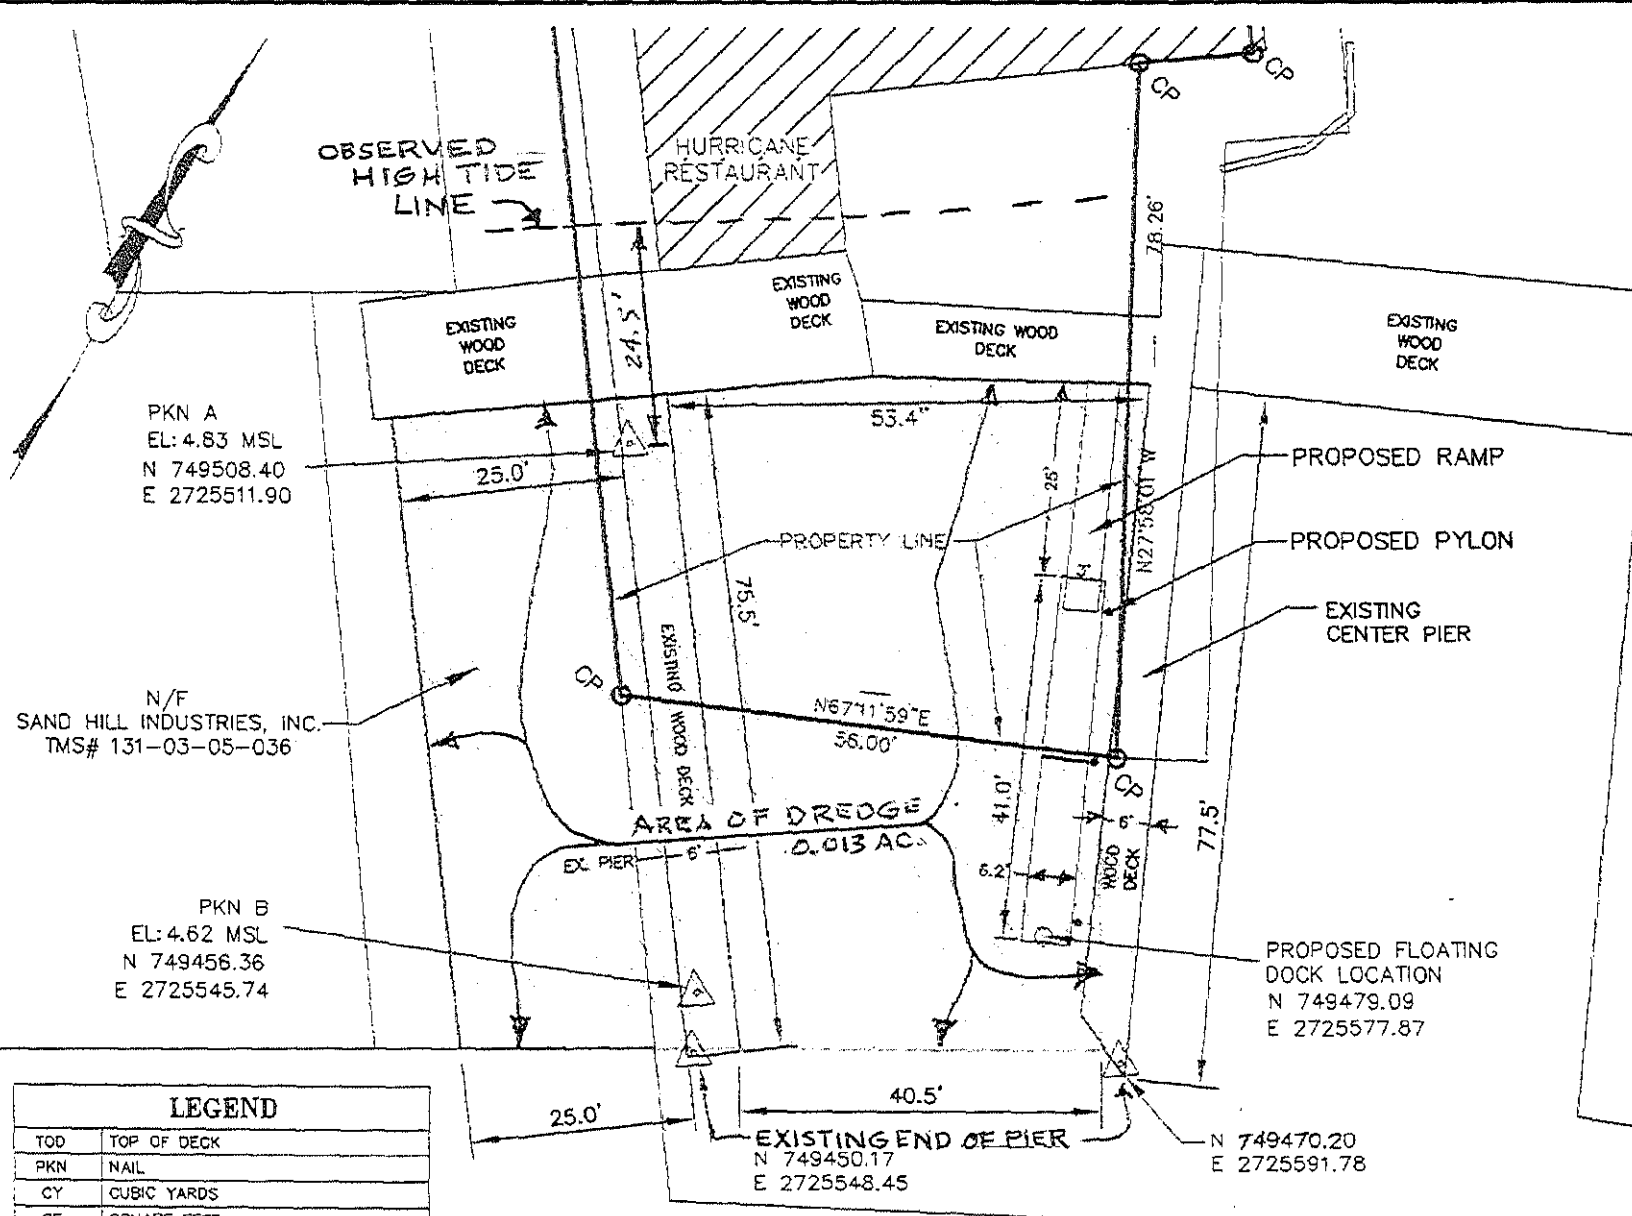 CP
CP
OBSERVED
HIGH TIDE
LINE
HURRICANE
RESTAURANT
78.26'
24.5'
EXISTING
WOOD
DECK
EXISTING
WOOD
DECK
EXISTING WOOD
DECK
EXISTING
WOOD
DECK
PKN A
EL: 4.83 MSL
N 749508.40
E 2725511.90
25.0'
53.4"
25'
N27°58'01"W
PROPOSED RAMP
PROPERTY LINE
PROPOSED PYLON
3'
75.5'
EXISTING WOOD DECK
EXISTING
CENTER PIER
CP
N/F
SAND HILL INDUSTRIES, INC.
TMS# 131-03-05-036
N67°11'59"E
56.00'
CP
41.0'
6'
77.5'
AREA OF DREDGE
0.013 AC.
EX. PIER
6'
WOOD
DECK
6.2'
PKN B
EL: 4.62 MSL
N 749456.36
E 2725545.74
PROPOSED FLOATING
DOCK LOCATION
N 749479.09
E 2725577.87
LEGEND
TOD TOP OF DECK
PKN NAIL
CY CUBIC YARDS
25.0'
40.5'
EXISTING END OF PIER
N 749450.17
E 2725548.45
N 749470.20
E 2725591.78